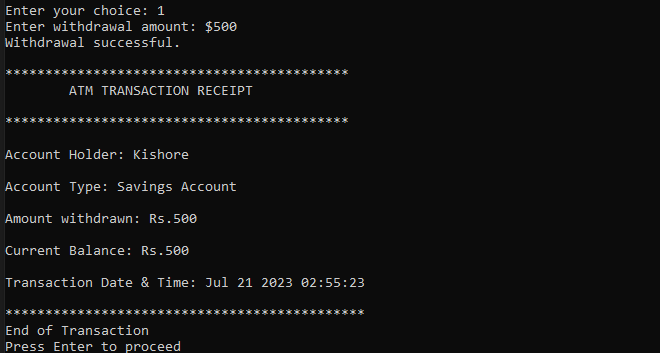 Enter your choice: 1
Enter withdrawal amount: $500
Withdrawal successful.
*******************************************
ATM TRANSACTION RECEIPT
*******************************************
Account Holder: Kishore
Account Type: Savings Account
Amount withdrawn: Rs.500
Current Balance: Rs.500
Transaction Date & Time: Jul 21 2023 02:55:23
*********************************************
End of Transaction
Press Enter to proceed